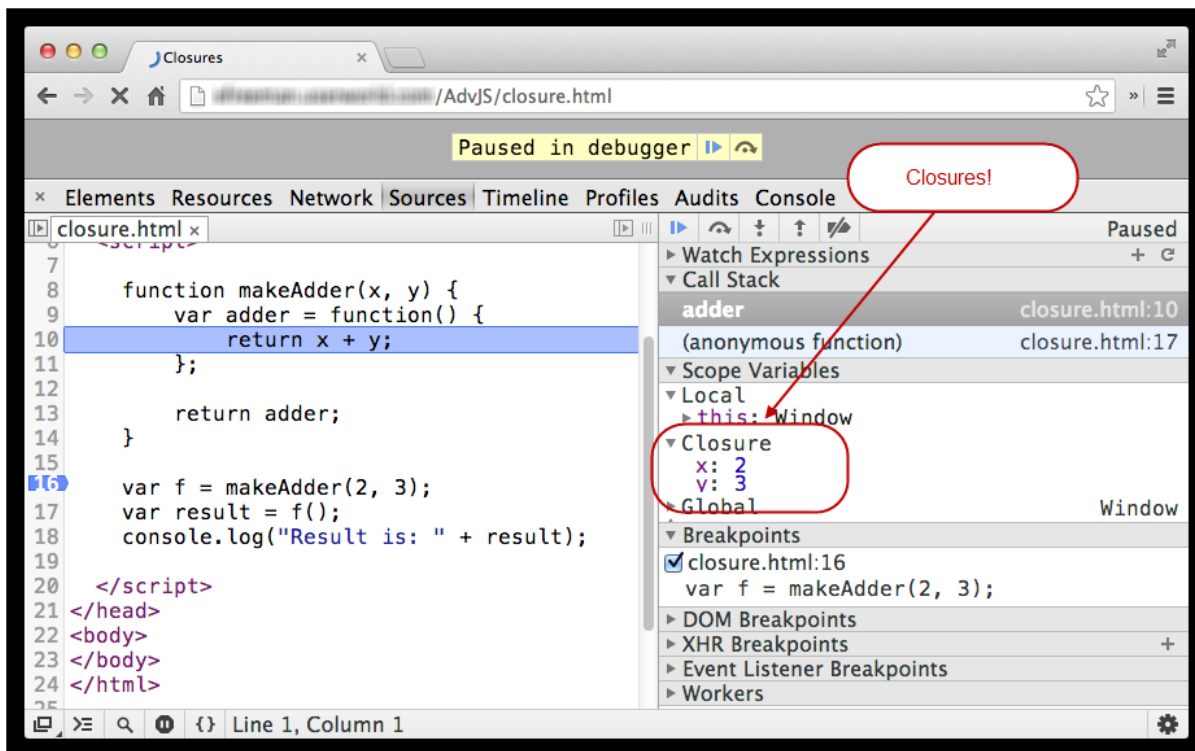 Closures ×
/AdvJS/closure.html
Paused in debugger
Closures!
× Elements Resources Network Sources Timeline Profiles Audits Console
closure.html ×
6 <script>
7
8 function makeAdder(x, y) {
9 var adder = function() {
10 return x + y;
11 };
12
13 return adder;
14 }
15
16 var f = makeAdder(2, 3);
17 var result = f();
18 console.log("Result is: " + result);
19
20 </script>
21 </head>
22 <body>
23 </body>
24 </html>
25
Paused
Watch Expressions
Call Stack
adder closure.html:10
(anonymous function) closure.html:17
Scope Variables
Local
this: Window
Closure
x: 2
y: 3
Global Window
Breakpoints
closure.html:16
var f = makeAdder(2, 3);
DOM Breakpoints
XHR Breakpoints
Event Listener Breakpoints
Workers
{} Line 1, Column 1